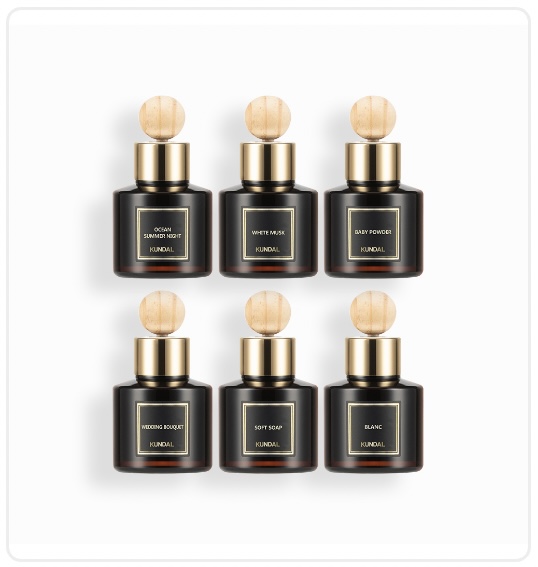 OCEAN
SUMMER NIGHT
KUNDAL
WHITE MUSK
KUNDAL
BABY POWDER
KUNDAL
WEDDING BOUQUET
KUNDAL
SOFT SOAP
KUNDAL
BLANC
KUNDAL